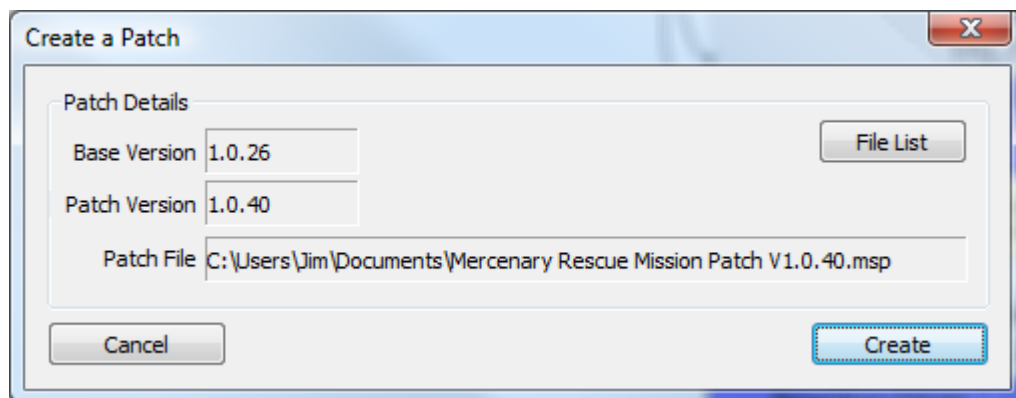 Create a Patch
Patch Details
Base Version 1.0.26
File List
Patch Version 1.0.40
Patch File C:\Users\Jim\Documents\Mercenary Rescue Mission Patch V1.0.40.msp
Cancel
Create